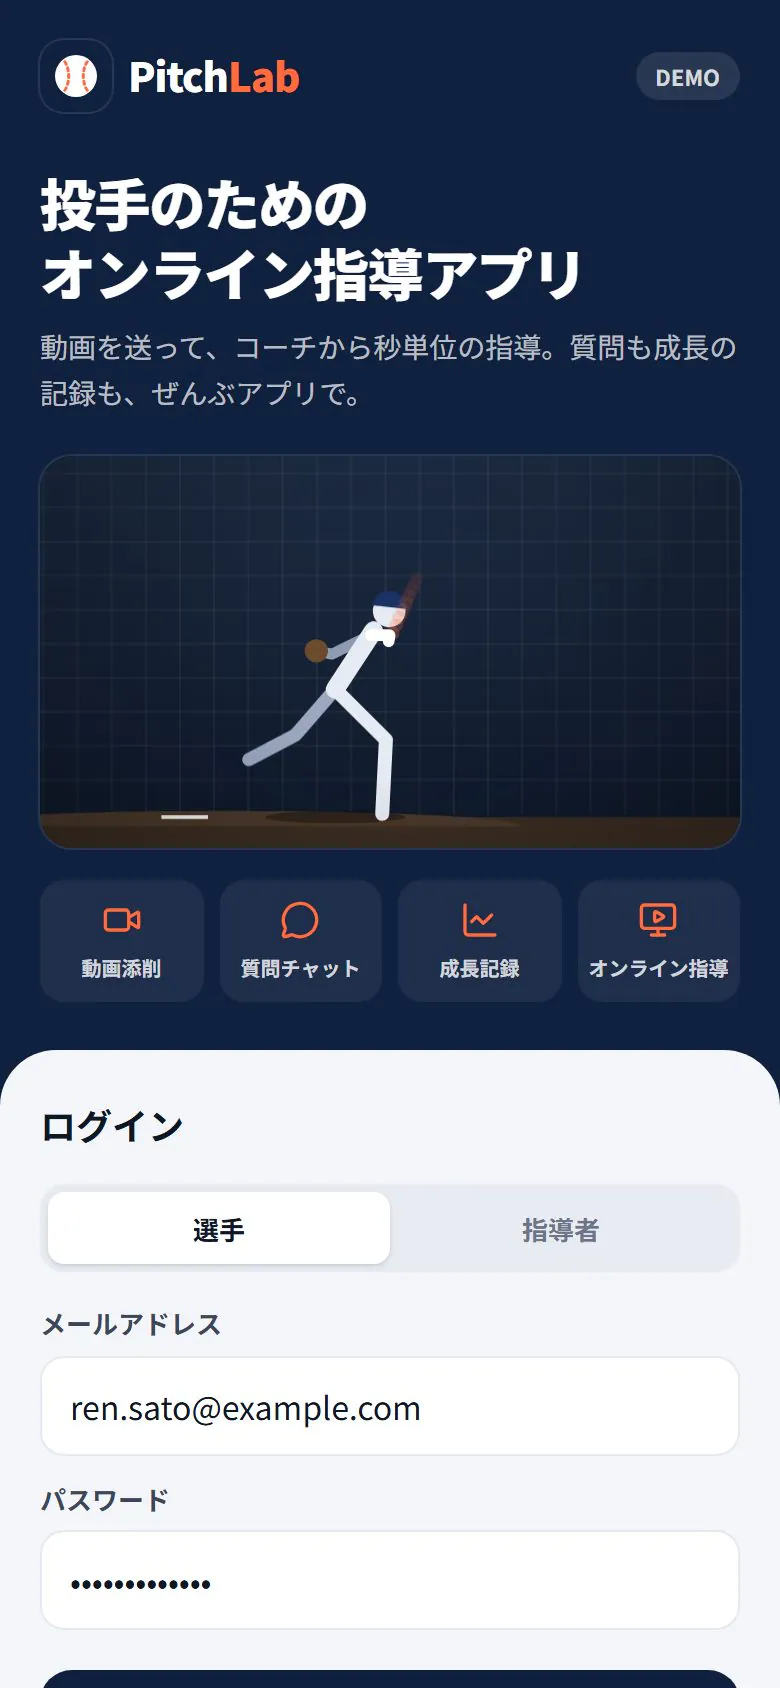 PitchLab
DEMO
投手のための
オンライン指導アプリ
動画を送って、コーチから秒単位の指導。質問も成長の
記録も、ぜんぶアプリで。
動画添削
質問チャット
成長記録
オンライン指導
ログイン
選手
指導者
メールアドレス
ren.sato@example.com
パスワード
•••••••••••••